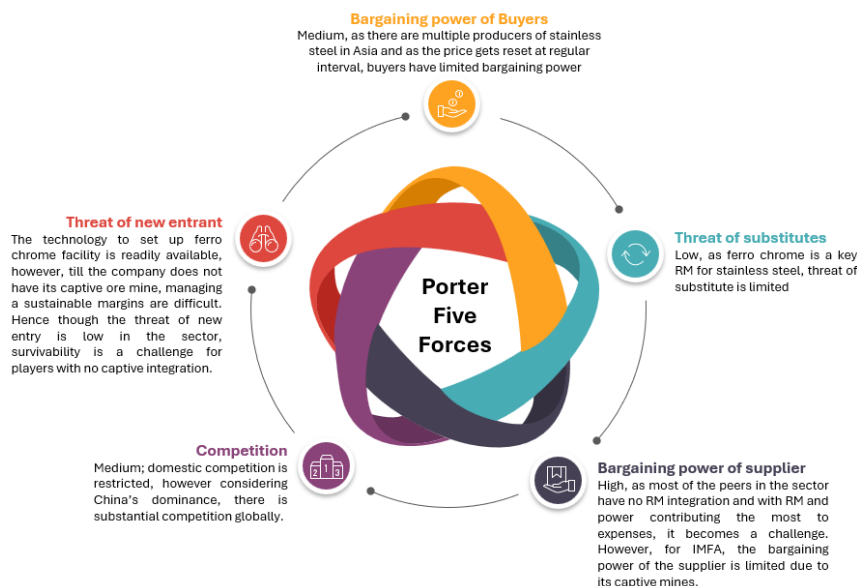 Bargaining power of Buyers
Medium, as there are multiple producers of stainless
steel in Asia and as the price gets reset at regular
interval, buyers have limited bargaining power
Threat of new entrant
The technology to set up ferro
chrome facility is readily available,
however, till the company does not
have its captive ore mine, managing
a sustainable margins are difficult.
Hence though the threat of new
entry is low in the sector,
survivability is a challenge for
players with no captive integration.
Threat of substitutes
Low, as ferro chrome is a key
RM for stainless steel, threat of
substitute is limited
Porter
Five
Forces
Competition
Medium; domestic competition is
restricted, however considering
China's dominance, there is
substantial competition globally.
2 1 3
Bargaining power of supplier
High, as most of the peers in the sector
have no RM integration and with RM and
power contributing the most to
expenses, it becomes a challenge.
However, for IMFA, the bargaining
power of the supplier is limited due to
its captive mines.